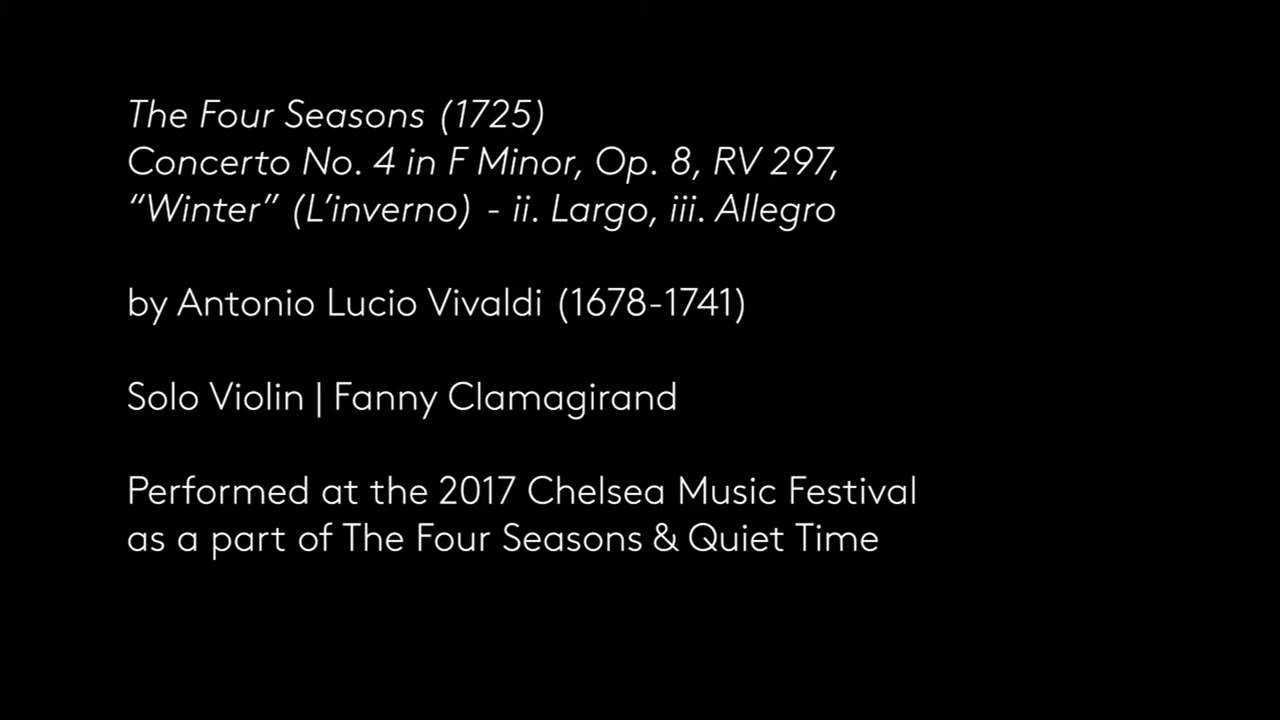 The Four Seasons (1725)
Concerto No. 4 in F Minor, Op. 8, RV 297,
“Winter” (L’inverno) - ii. Largo, iii. Allegro
by Antonio Lucio Vivaldi (1678-1741)
Solo Violin | Fanny Clamagirand
Performed at the 2017 Chelsea Music Festival
as a part of The Four Seasons & Quiet Time